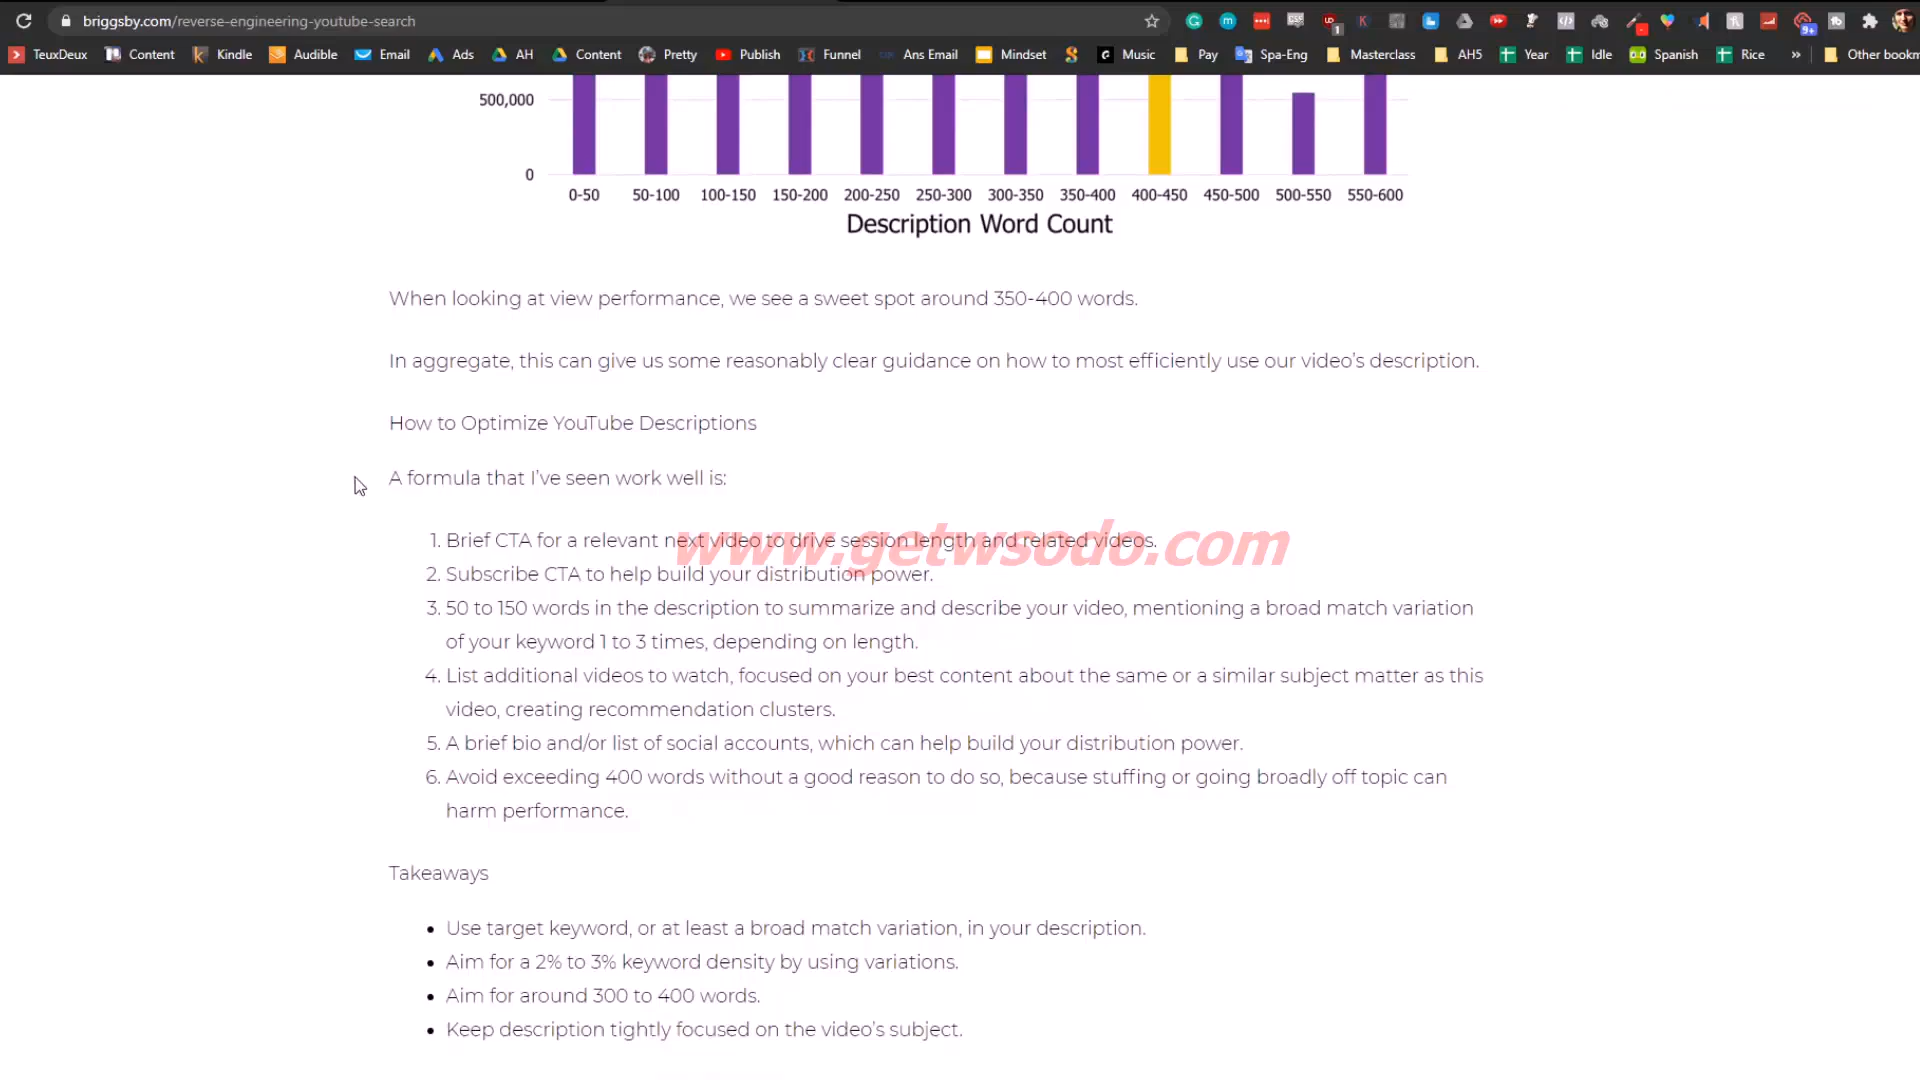 briggsby.com/reverse-engineering-youtube-search
TeuxDeux Content Kindle Audible Email Ads AH Content Pretty Publish Funnel Ans Email Mindset Music Pay Spa-Eng Masterclass AH5 Year Idle Spanish Rice » Other bookm
500,000
0
0-50 50-100 100-150 150-200 200-250 250-300 300-350 350-400 400-450 450-500 500-550 550-600
Description Word Count
When looking at view performance, we see a sweet spot around 350-400 words.
In aggregate, this can give us some reasonably clear guidance on how to most efficiently use our video's description.
How to Optimize YouTube Descriptions
A formula that I've seen work well is:
1. Brief CTA for a relevant next video to drive session length and related videos.
www.getwsodo.com
2. Subscribe CTA to help build your distribution power.
3. 50 to 150 words in the description to summarize and describe your video, mentioning a broad match variation
of your keyword 1 to 3 times, depending on length.
4. List additional videos to watch, focused on your best content about the same or a similar subject matter as this
video, creating recommendation clusters.
5. A brief bio and/or list of social accounts, which can help build your distribution power.
6. Avoid exceeding 400 words without a good reason to do so, because stuffing or going broadly off topic can
harm performance.
Takeaways
• Use target keyword, or at least a broad match variation, in your description.
• Aim for a 2% to 3% keyword density by using variations.
• Aim for around 300 to 400 words.
• Keep description tightly focused on the video's subject.